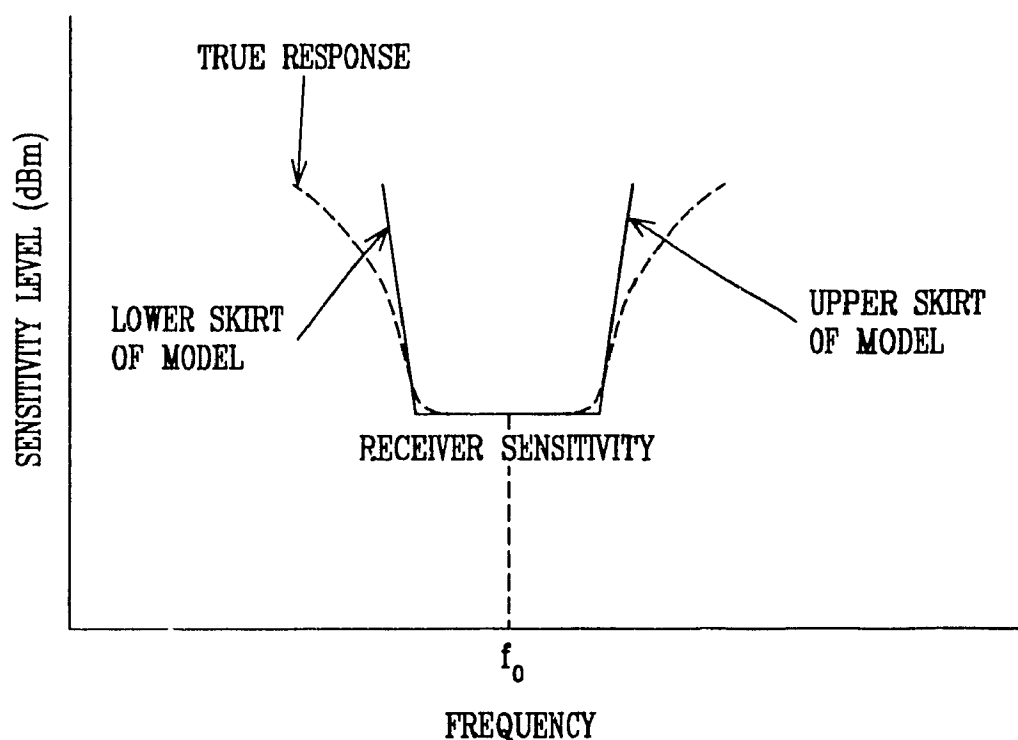 TRUE RESPONSE
SENSITIVITY LEVEL (dBm)
LOWER SKIRT
OF MODEL
UPPER SKIRT
OF MODEL
RECEIVER SENSITIVITY
f0
FREQUENCY